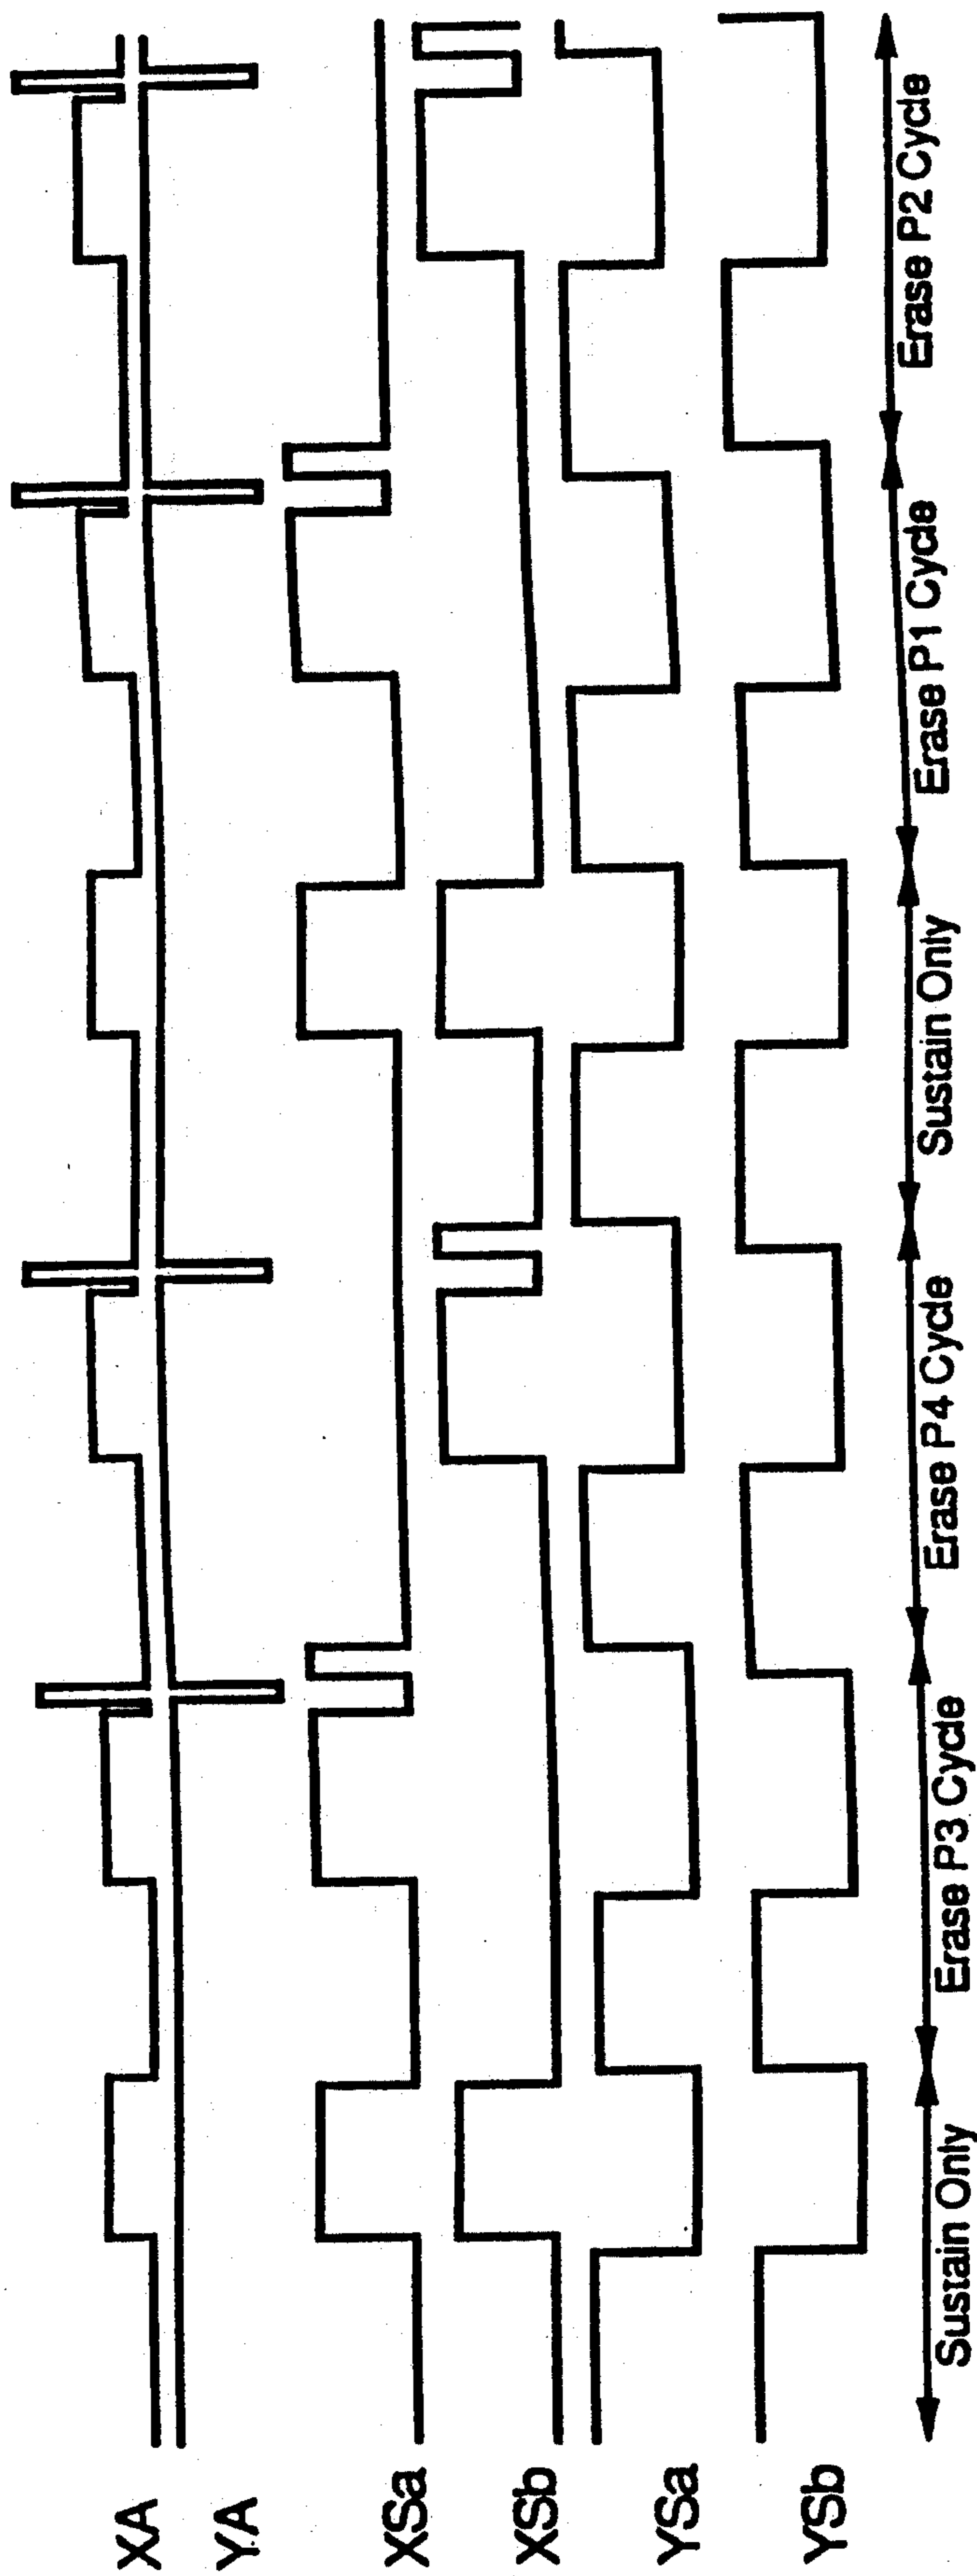 XA
YA
XSa
XSb
YSa
YSb
Sustain Only
Erase P3 Cycle
Erase P4 Cycle
Sustain Only
Erase P1 Cycle
Erase P2 Cycle